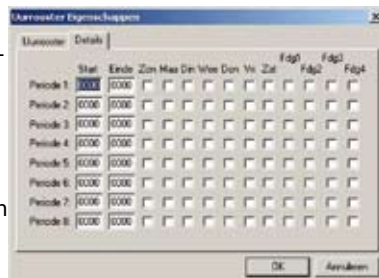 Uurrooster Eigenschappen
Uurrooster Details
Fdg1 Fdg3
Start Einde Zon Maa Din Woe Don Vri Zat Fdg2 Fdg4
Periode 1: 0000 0000
Periode 2: 0000 0000
Periode 3: 0000 0000
Periode 4: 0000 0000
Periode 5: 0000 0000
Periode 6: 0000 0000
Periode 7: 0000 0000
Periode 8: 0000 0000
n
OK Annuleren